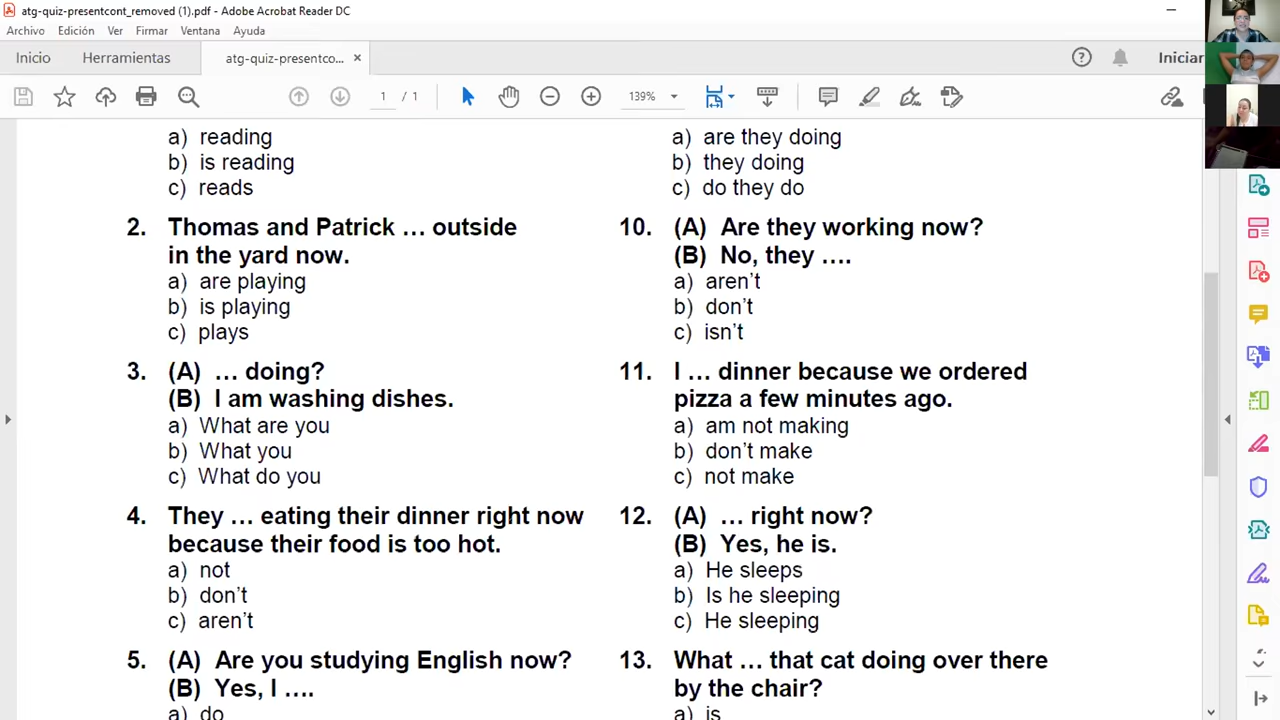 atg-quiz-presentcont_removed (1).pdf - Adobe Acrobat Reader DC
Archivo Edición Ver Firmar Ventana Ayuda
Inicio Herramientas atg-quiz-presentco... × Iniciar
1 / 1 139%
a) reading
b) is reading
c) reads
2. Thomas and Patrick … outside
in the yard now.
a) are playing
b) is playing
c) plays
3. (A) … doing?
(B) I am washing dishes.
a) What are you
b) What you
c) What do you
4. They … eating their dinner right now
because their food is too hot.
a) not
b) don’t
c) aren’t
5. (A) Are you studying English now?
(B) Yes, I ….
a) do
a) are they doing
b) they doing
c) do they do
10. (A) Are they working now?
(B) No, they ….
a) aren’t
b) don’t
c) isn’t
11. I … dinner because we ordered
pizza a few minutes ago.
a) am not making
b) don’t make
c) not make
12. (A) … right now?
(B) Yes, he is.
a) He sleeps
b) Is he sleeping
c) He sleeping
13. What … that cat doing over there
by the chair?
a) is